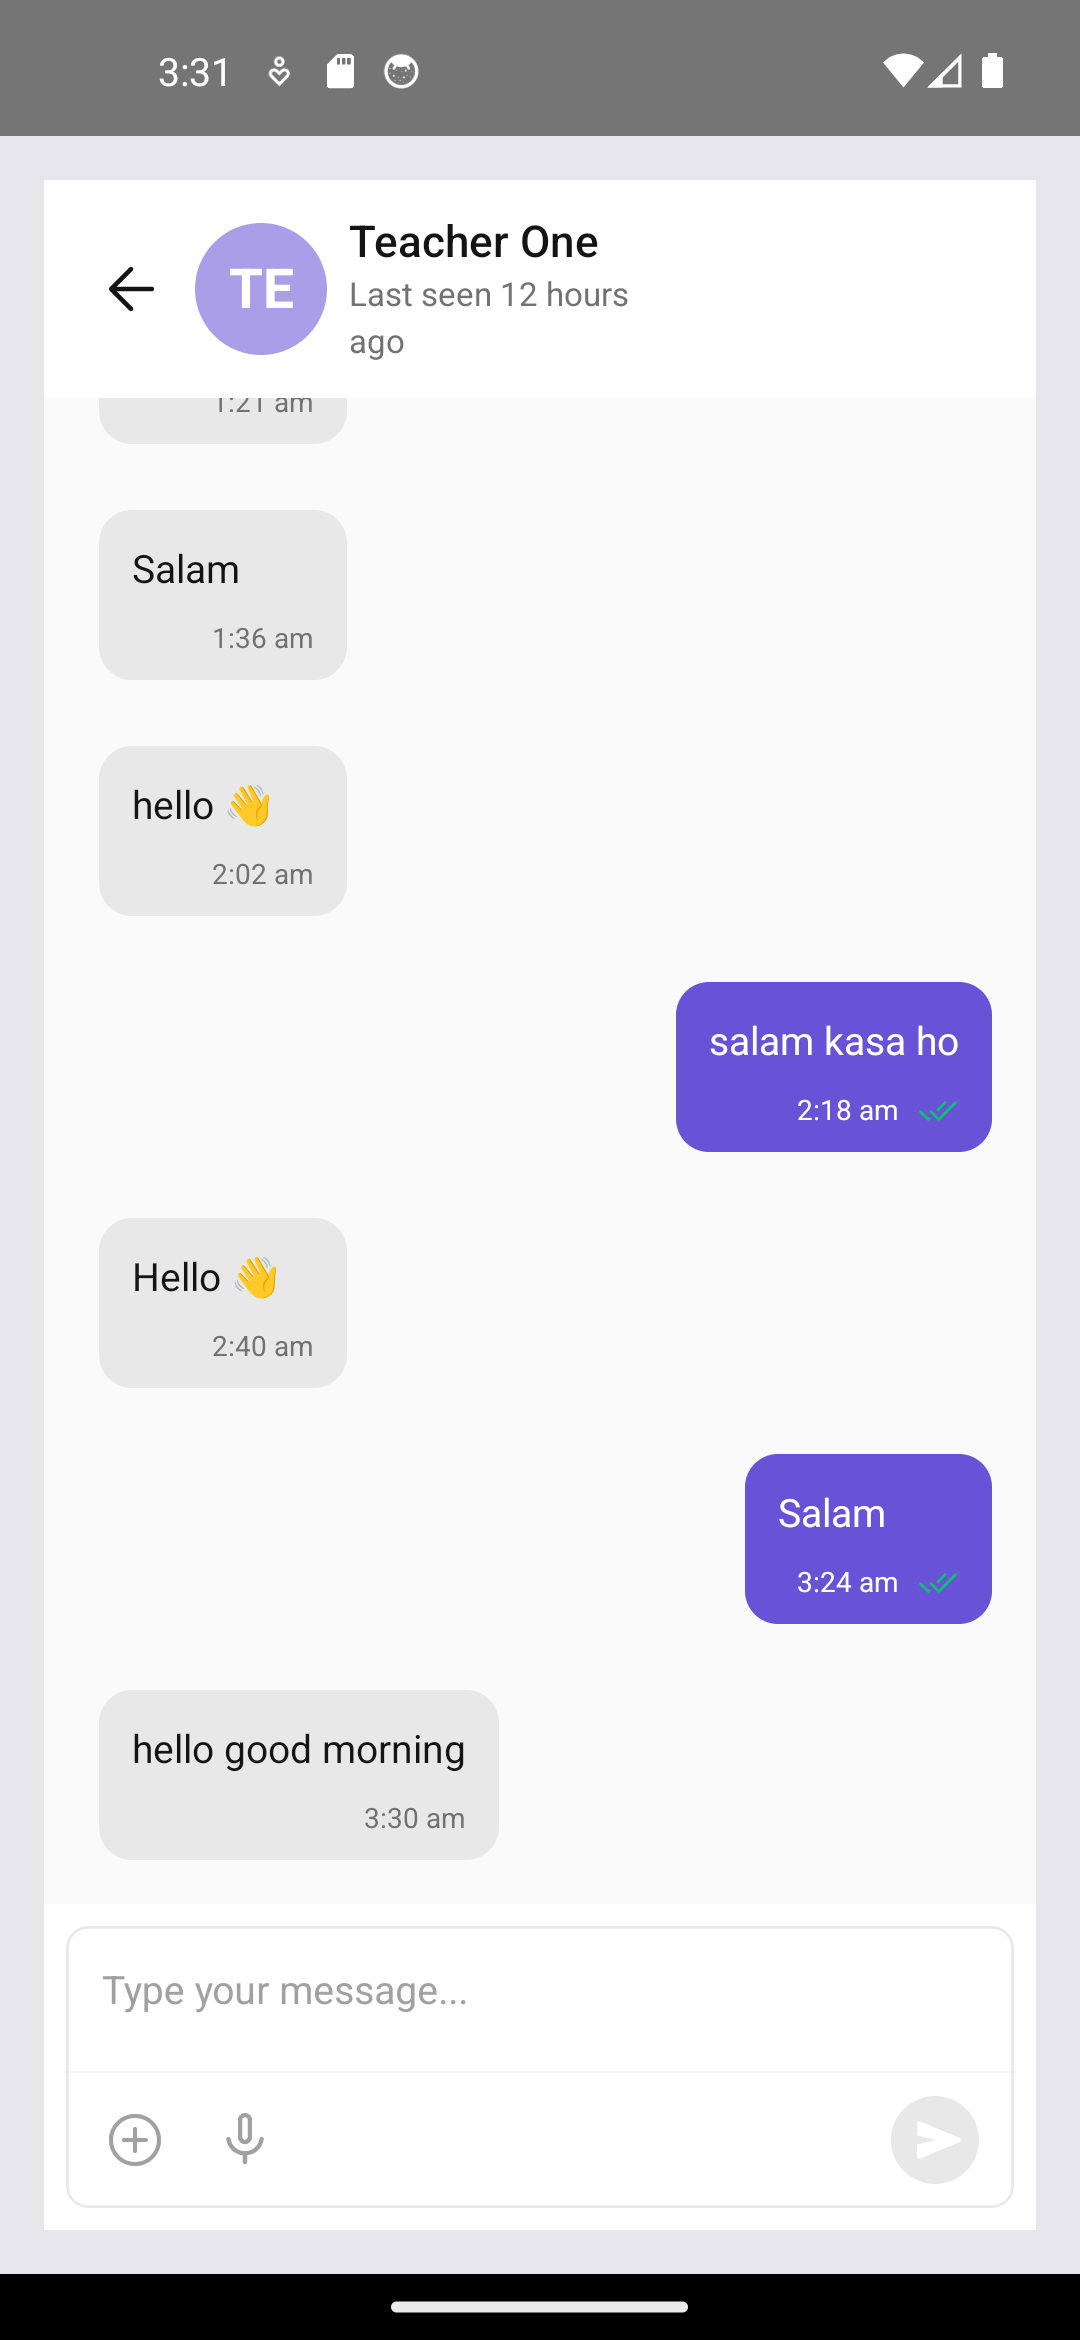 3:31
TE
Teacher One
Last seen 12 hours
ago
1:21 am
Salam
1:36 am
hello 👋
2:02 am
salam kasa ho
2:18 am
Hello 👋
2:40 am
Salam
3:24 am
hello good morning
3:30 am
Type your message...